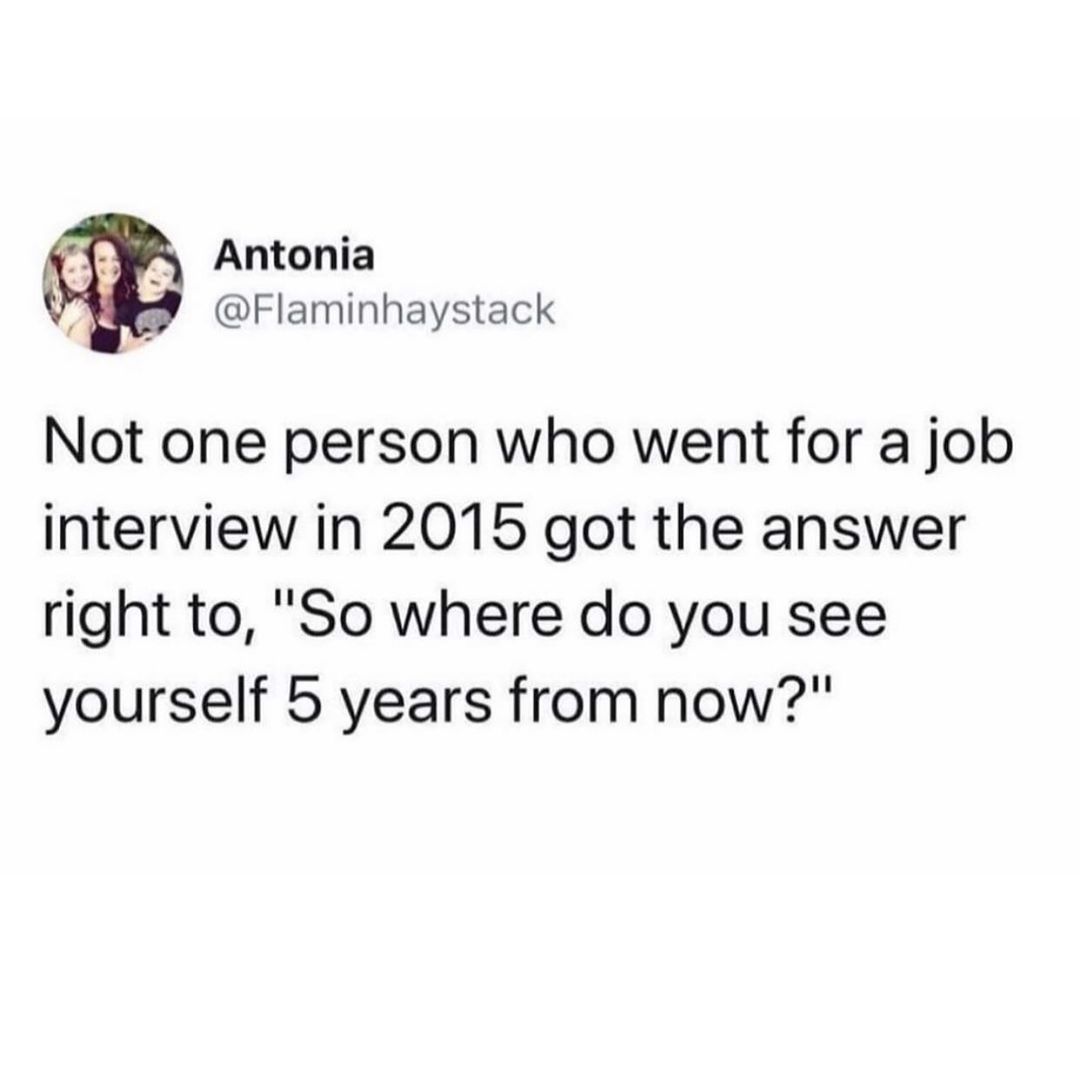 Antonia
@Flaminhaystack
Not one person who went for a job
interview in 2015 got the answer
right to, "So where do you see
yourself 5 years from now?"